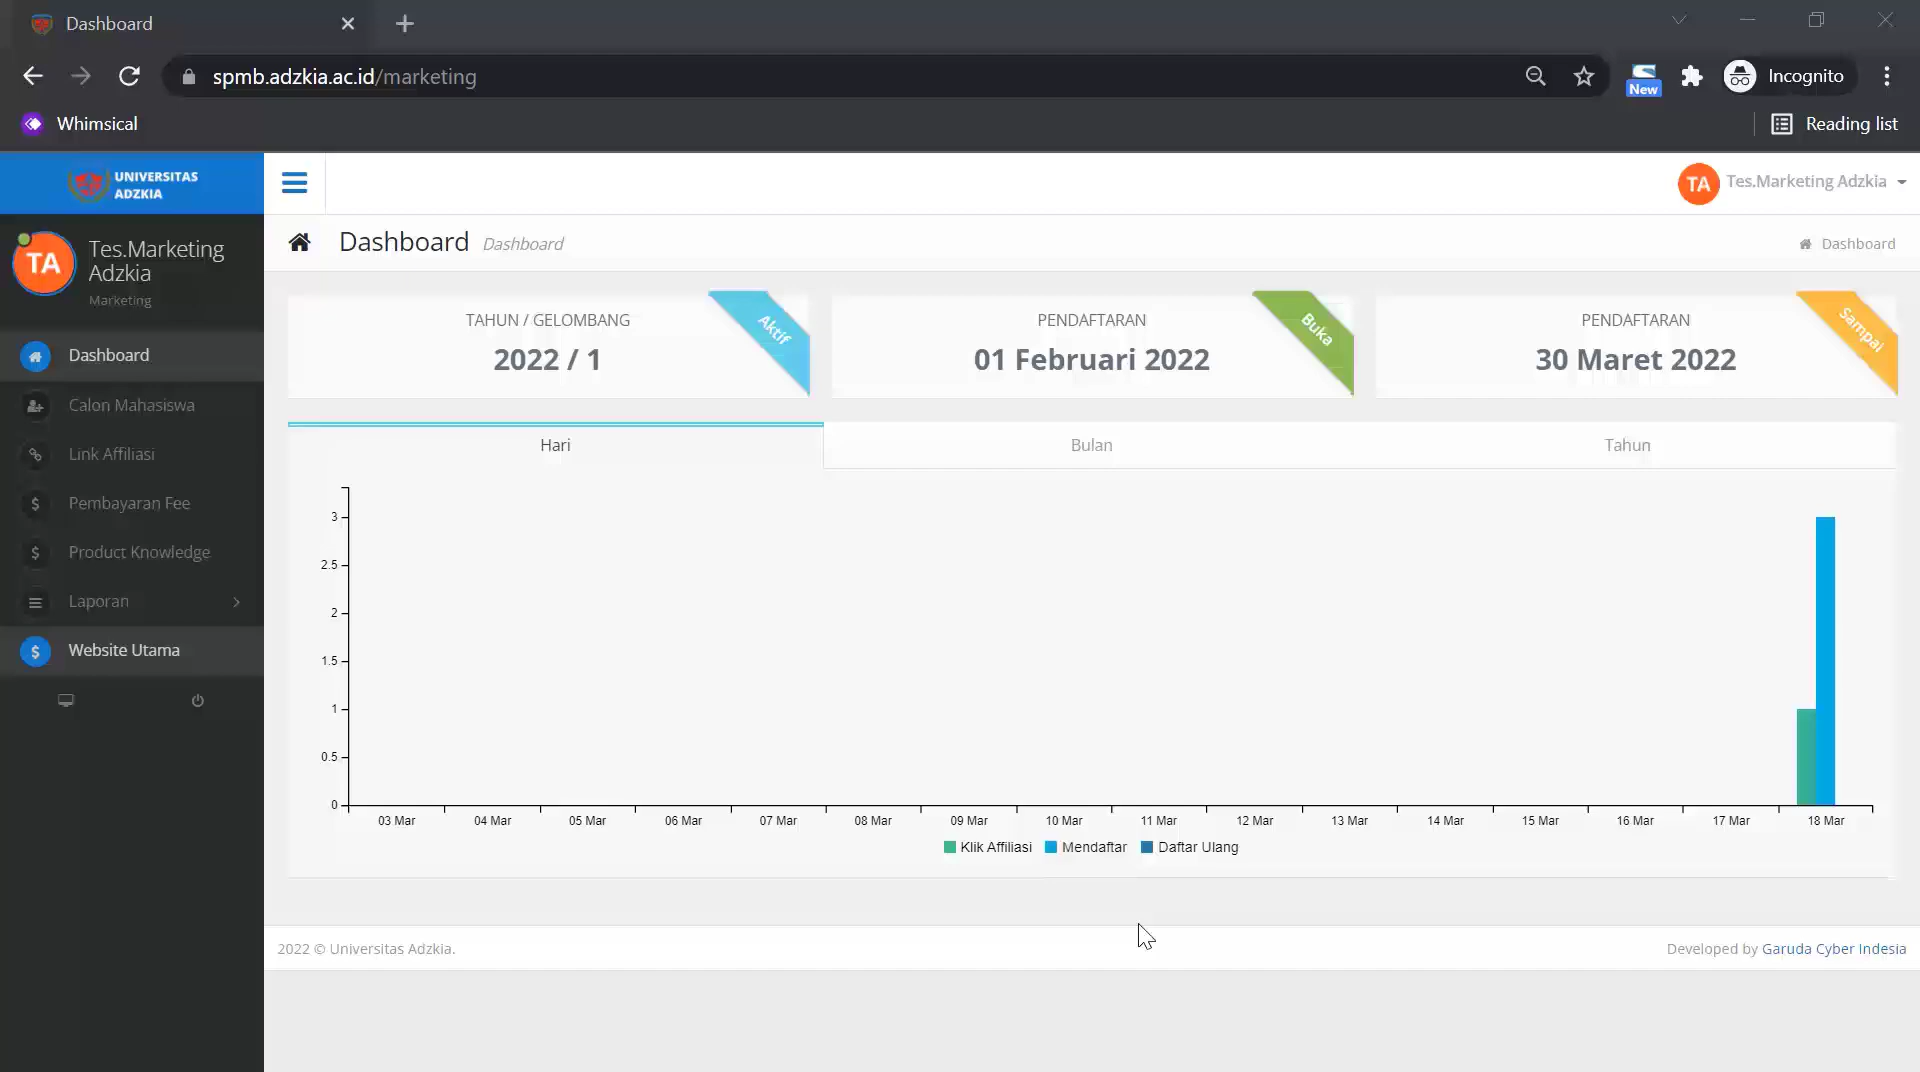 Dashboard
spmb.adzkia.ac.id/marketing
New
Incognito
Whimsical
Reading list
UNIVERSITAS
ADZKIA
TA
Tes.Marketing Adzkia
TA
Tes.Marketing
Adzkia
Marketing
Dashboard
Calon Mahasiswa
Link Affiliasi
$ Pembayaran Fee
$ Product Knowledge
Laporan
$ Website Utama
Dashboard Dashboard
Dashboard
TAHUN / GELOMBANG
2022 / 1
Aktif
PENDAFTARAN
01 Februari 2022
Buka
PENDAFTARAN
30 Maret 2022
Sampai
Hari Bulan Tahun
3
2.5
2
1.5
1
0.5
0
03 Mar 04 Mar 05 Mar 06 Mar 07 Mar 08 Mar 09 Mar 10 Mar 11 Mar 12 Mar 13 Mar 14 Mar 15 Mar 16 Mar 17 Mar 18 Mar
Klik Affiliasi Mendaftar Daftar Ulang
2022 © Universitas Adzkia.
Developed by Garuda Cyber Indesia